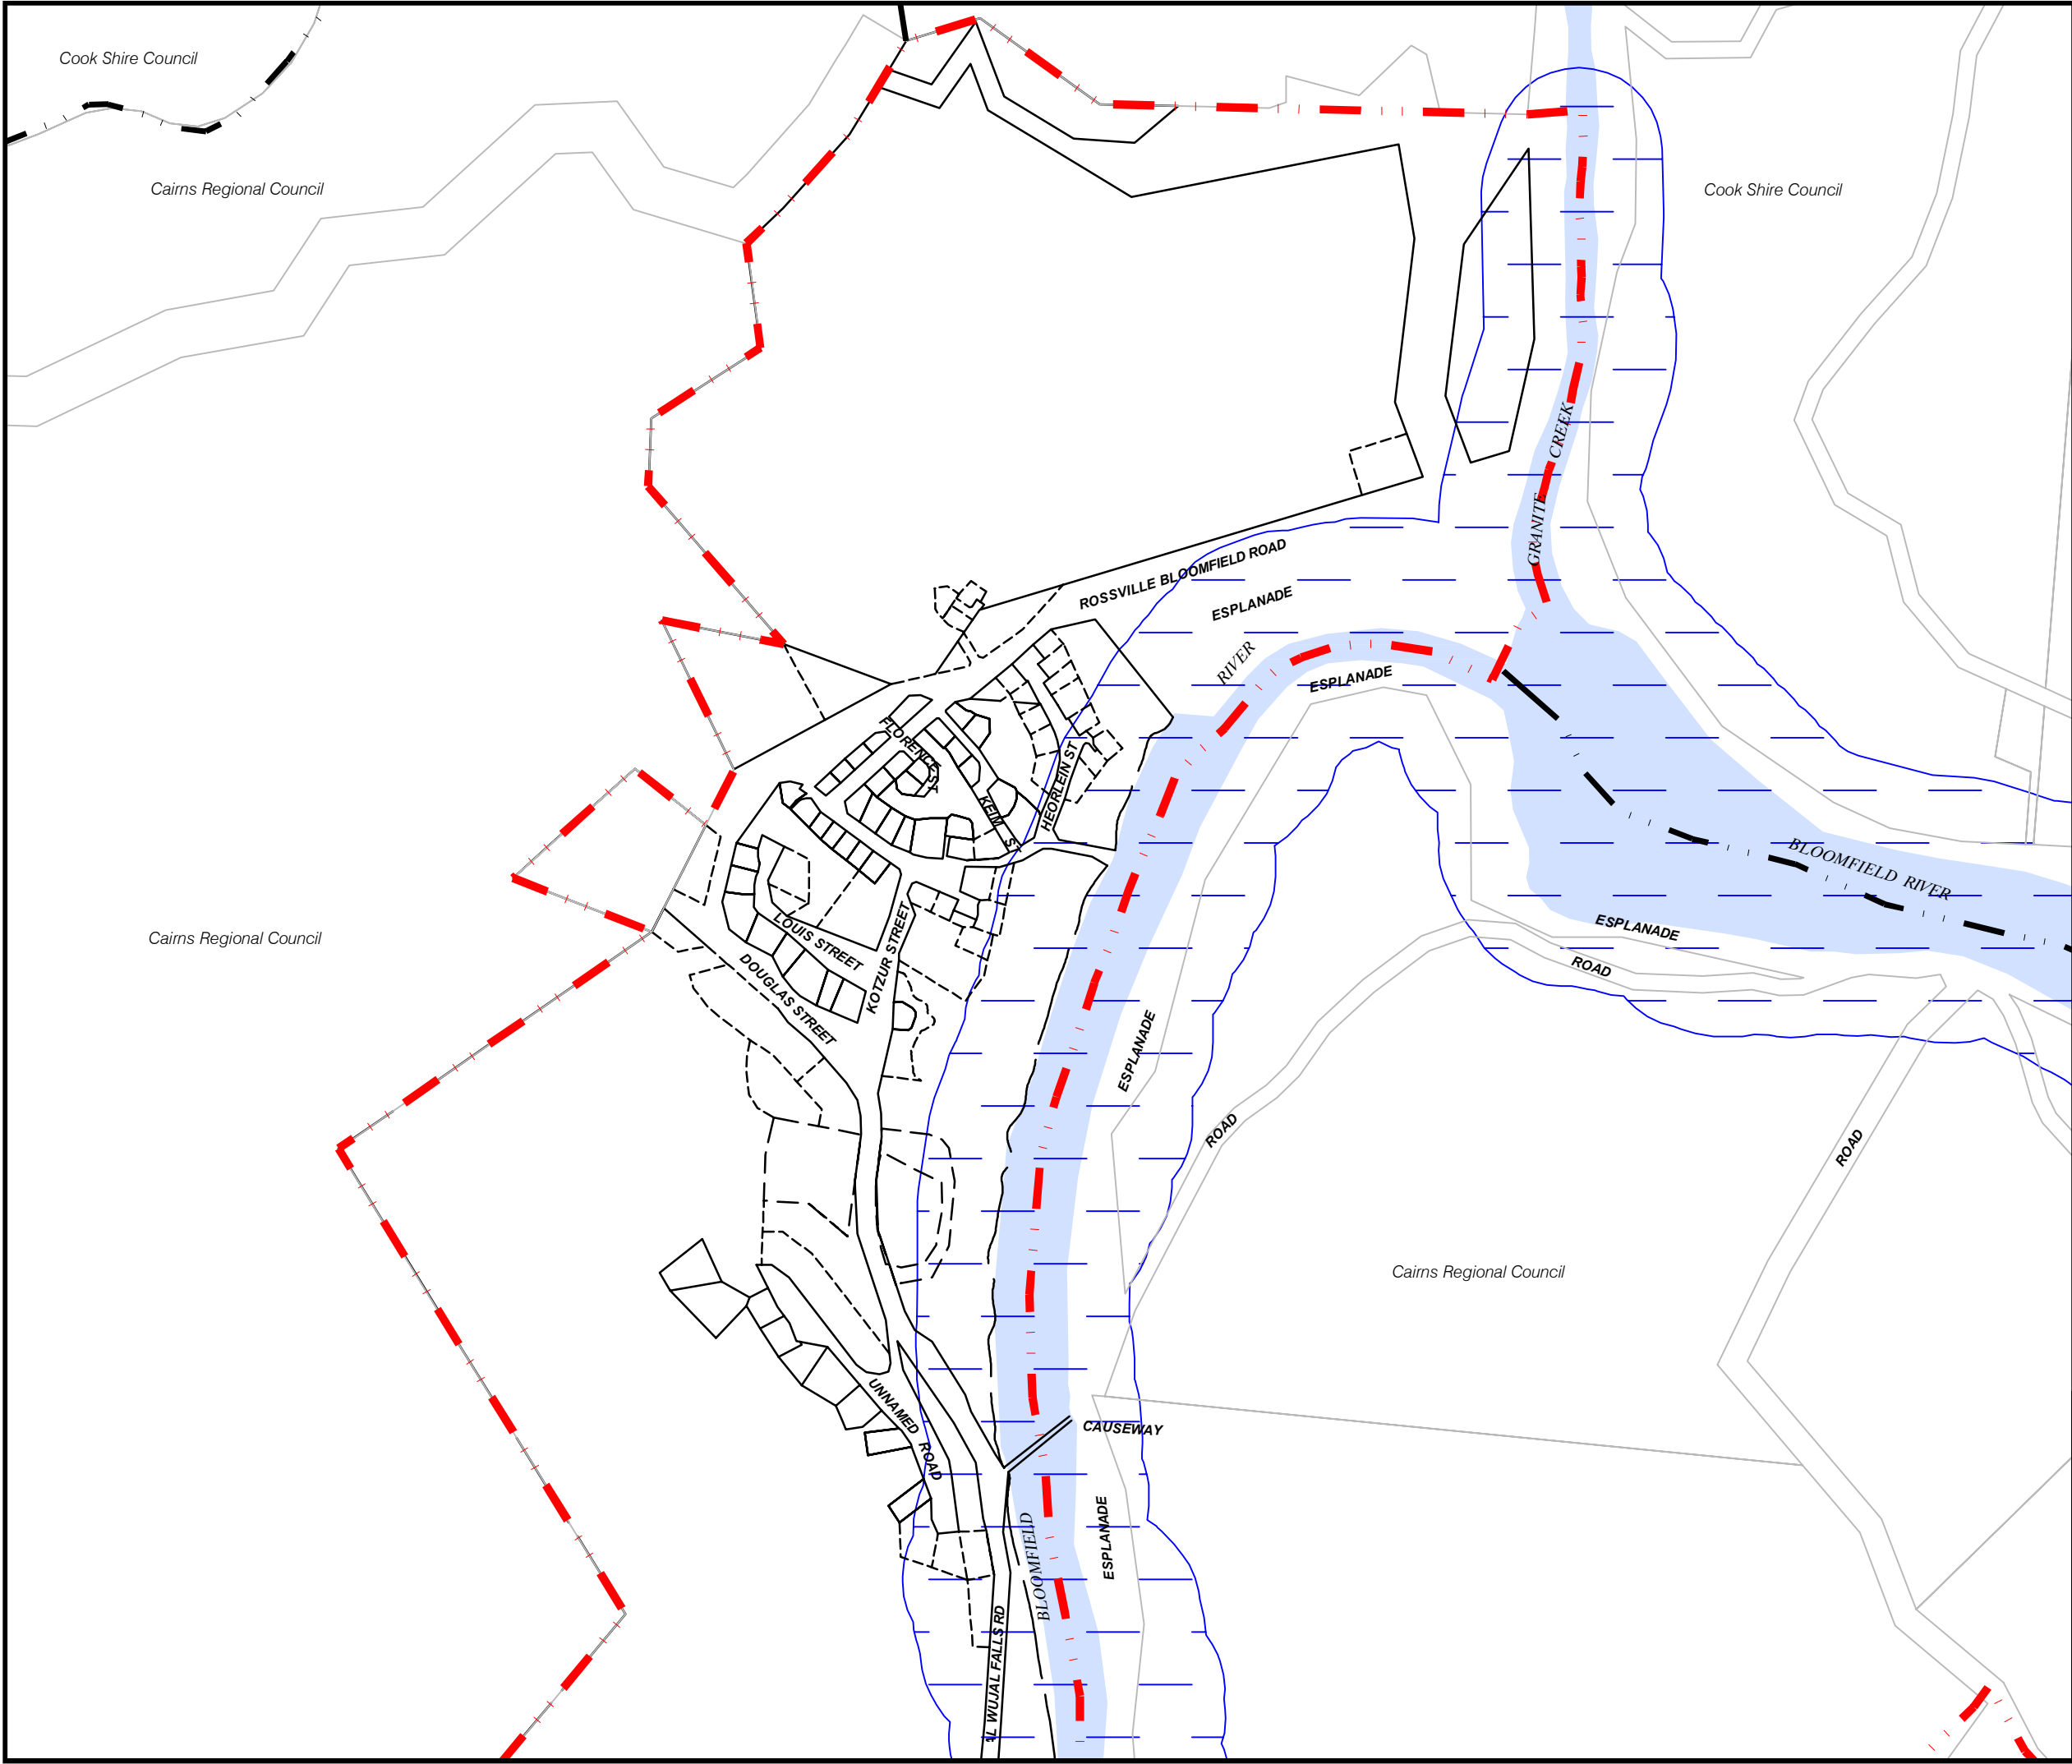 Cook Shire Council
Cairns Regional Council
Cook Shire Council
GRANITE CREEK
ROSSVILLE BLOOMFIELD ROAD
ESPLANADE
RIVER
ESPLANADE
FLORENCE ST
KEIM ST
HEORLEIN ST
BLOOMFIELD RIVER
ESPLANADE
ROAD
LOUIS STREET
KOTZUR STREET
DOUGLAS STREET
Cairns Regional Council
ESPLANADE
ROAD
ROAD
Cairns Regional Council
UNNAMED ROAD
CAUSEWAY
BLOOMFIELD
ESPLANADE
WUJAL FALLS RD